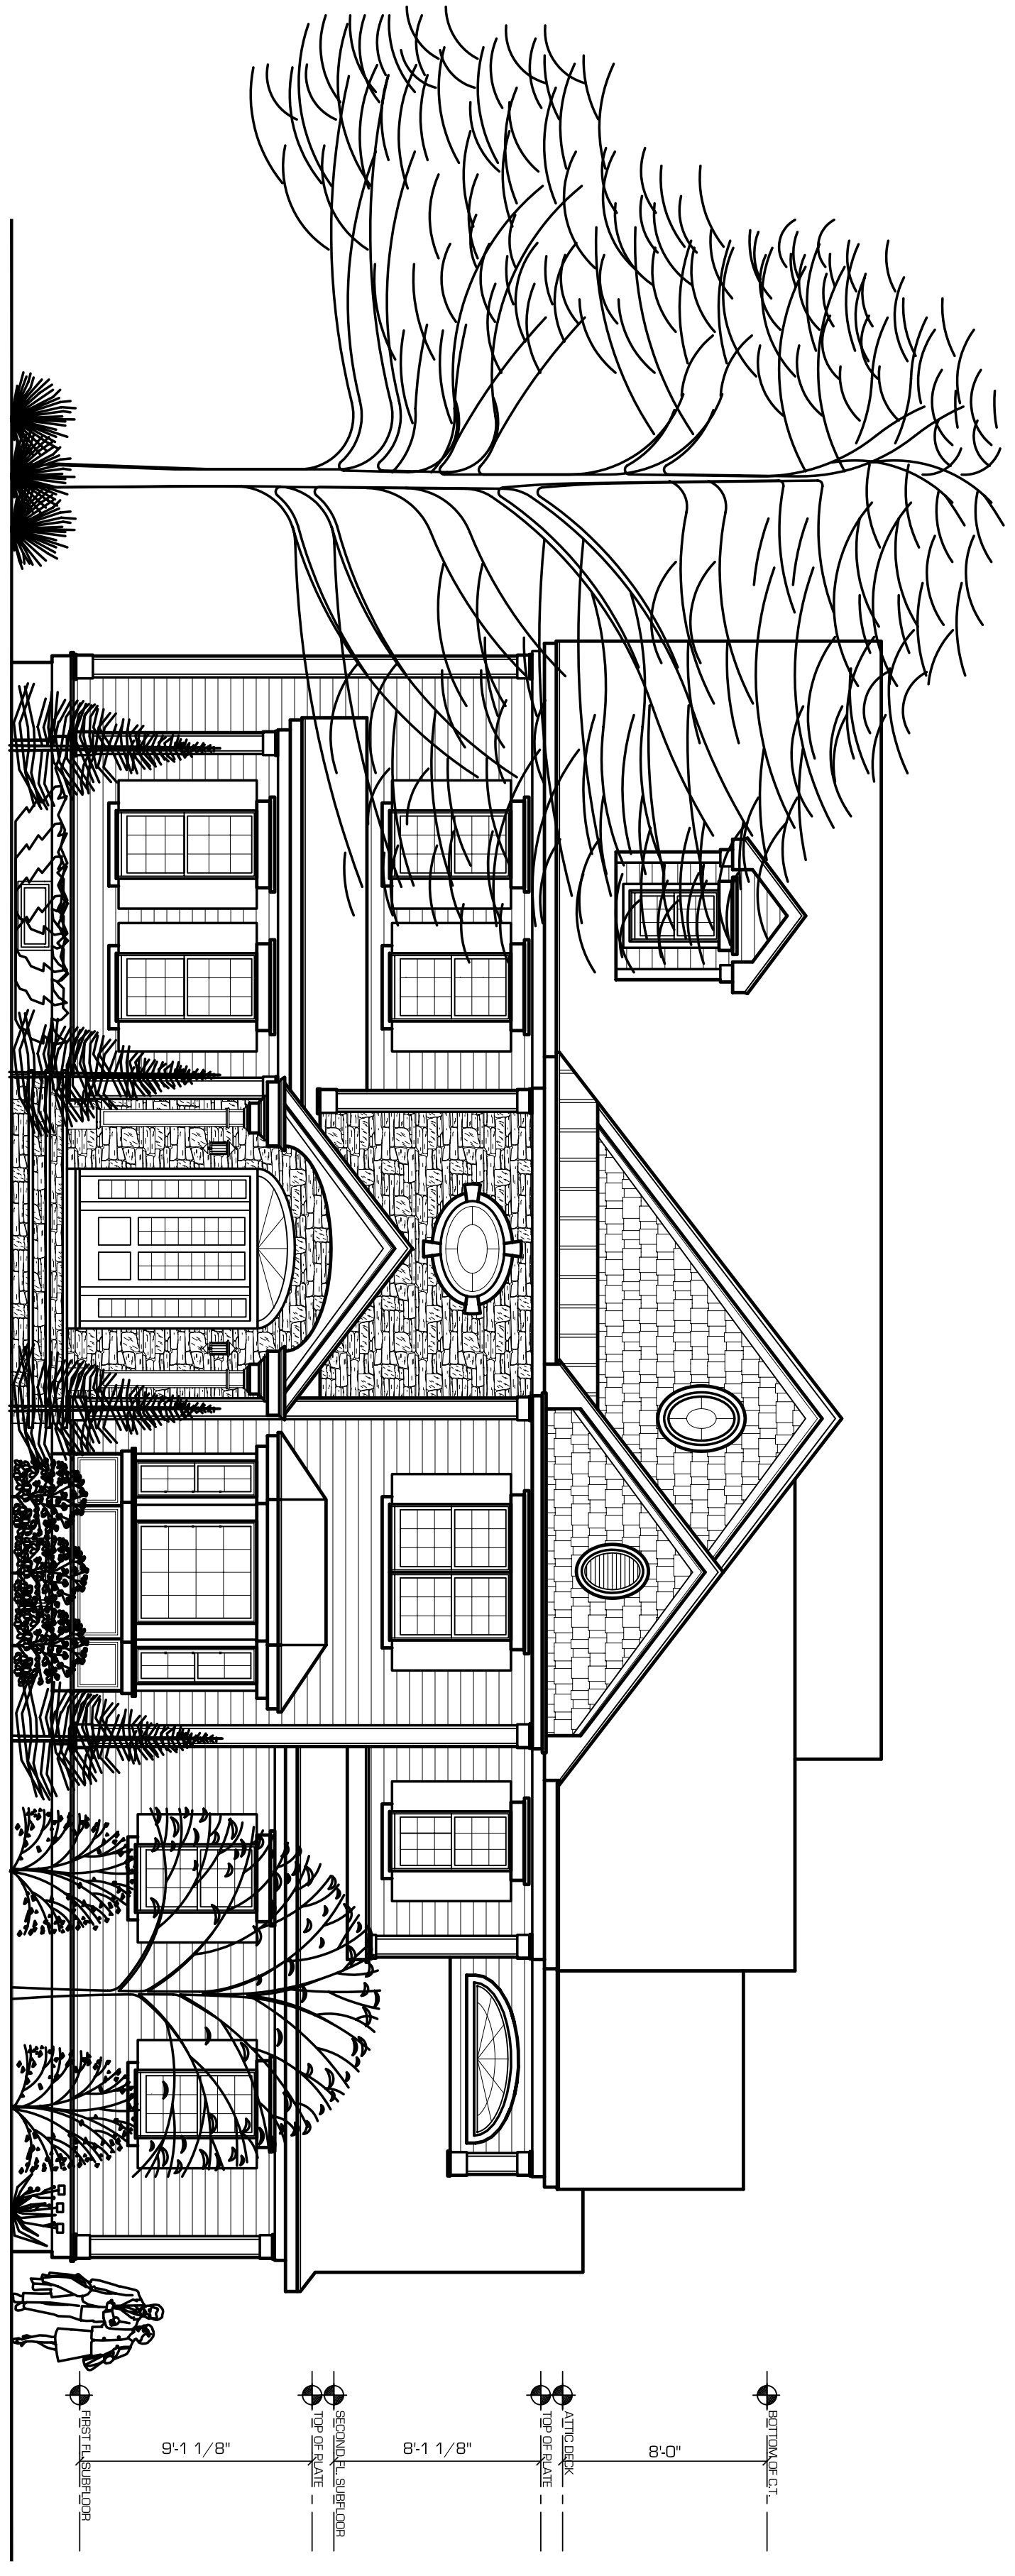 BOTTOM OF C.T.
8'-0"
ATTIC DECK
TOP OF PLATE
8'-1 1/8"
SECOND FL. SUBFLOOR
TOP OF PLATE
9'-1 1/8"
FIRST FL. SUBFLOOR